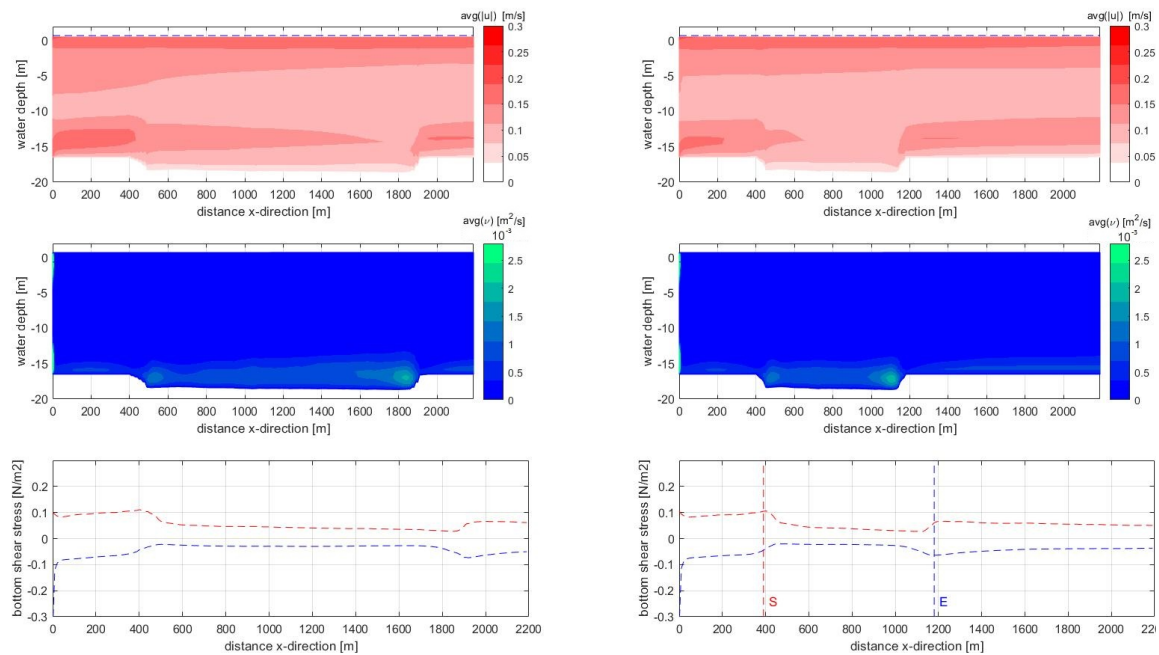 avg(|u|) [m/s]
0
-5
-10
-15
-20
water depth [m]
0 200 400 600 800 1000 1200 1400 1600 1800 2000
distance x-direction [m]
0.3
0.25
0.2
0.15
0.1
0.05
0
avg(|u|) [m/s]
0
-5
-10
-15
-20
water depth [m]
0 200 400 600 800 1000 1200 1400 1600 1800 2000
distance x-direction [m]
0.3
0.25
0.2
0.15
0.1
0.05
0
avg(ν) [m²/s]
10⁻³
0
-5
-10
-15
-20
water depth [m]
0 200 400 600 800 1000 1200 1400 1600 1800 2000
distance x-direction [m]
2.5
2
1.5
1
0.5
0
avg(ν) [m²/s]
10⁻³
0
-5
-10
-15
-20
water depth [m]
0 200 400 600 800 1000 1200 1400 1600 1800 2000
distance x-direction [m]
2.5
2
1.5
1
0.5
0
0.2
0.1
0
-0.1
-0.2
-0.3
bottom shear stress [N/m2]
0 200 400 600 800 1000 1200 1400 1600 1800 2000 2200
distance x-direction [m]
0.2
0.1
0
-0.1
-0.2
-0.3
bottom shear stress [N/m2]
S
E
0 200 400 600 800 1000 1200 1400 1600 1800 2000 2200
distance x-direction [m]